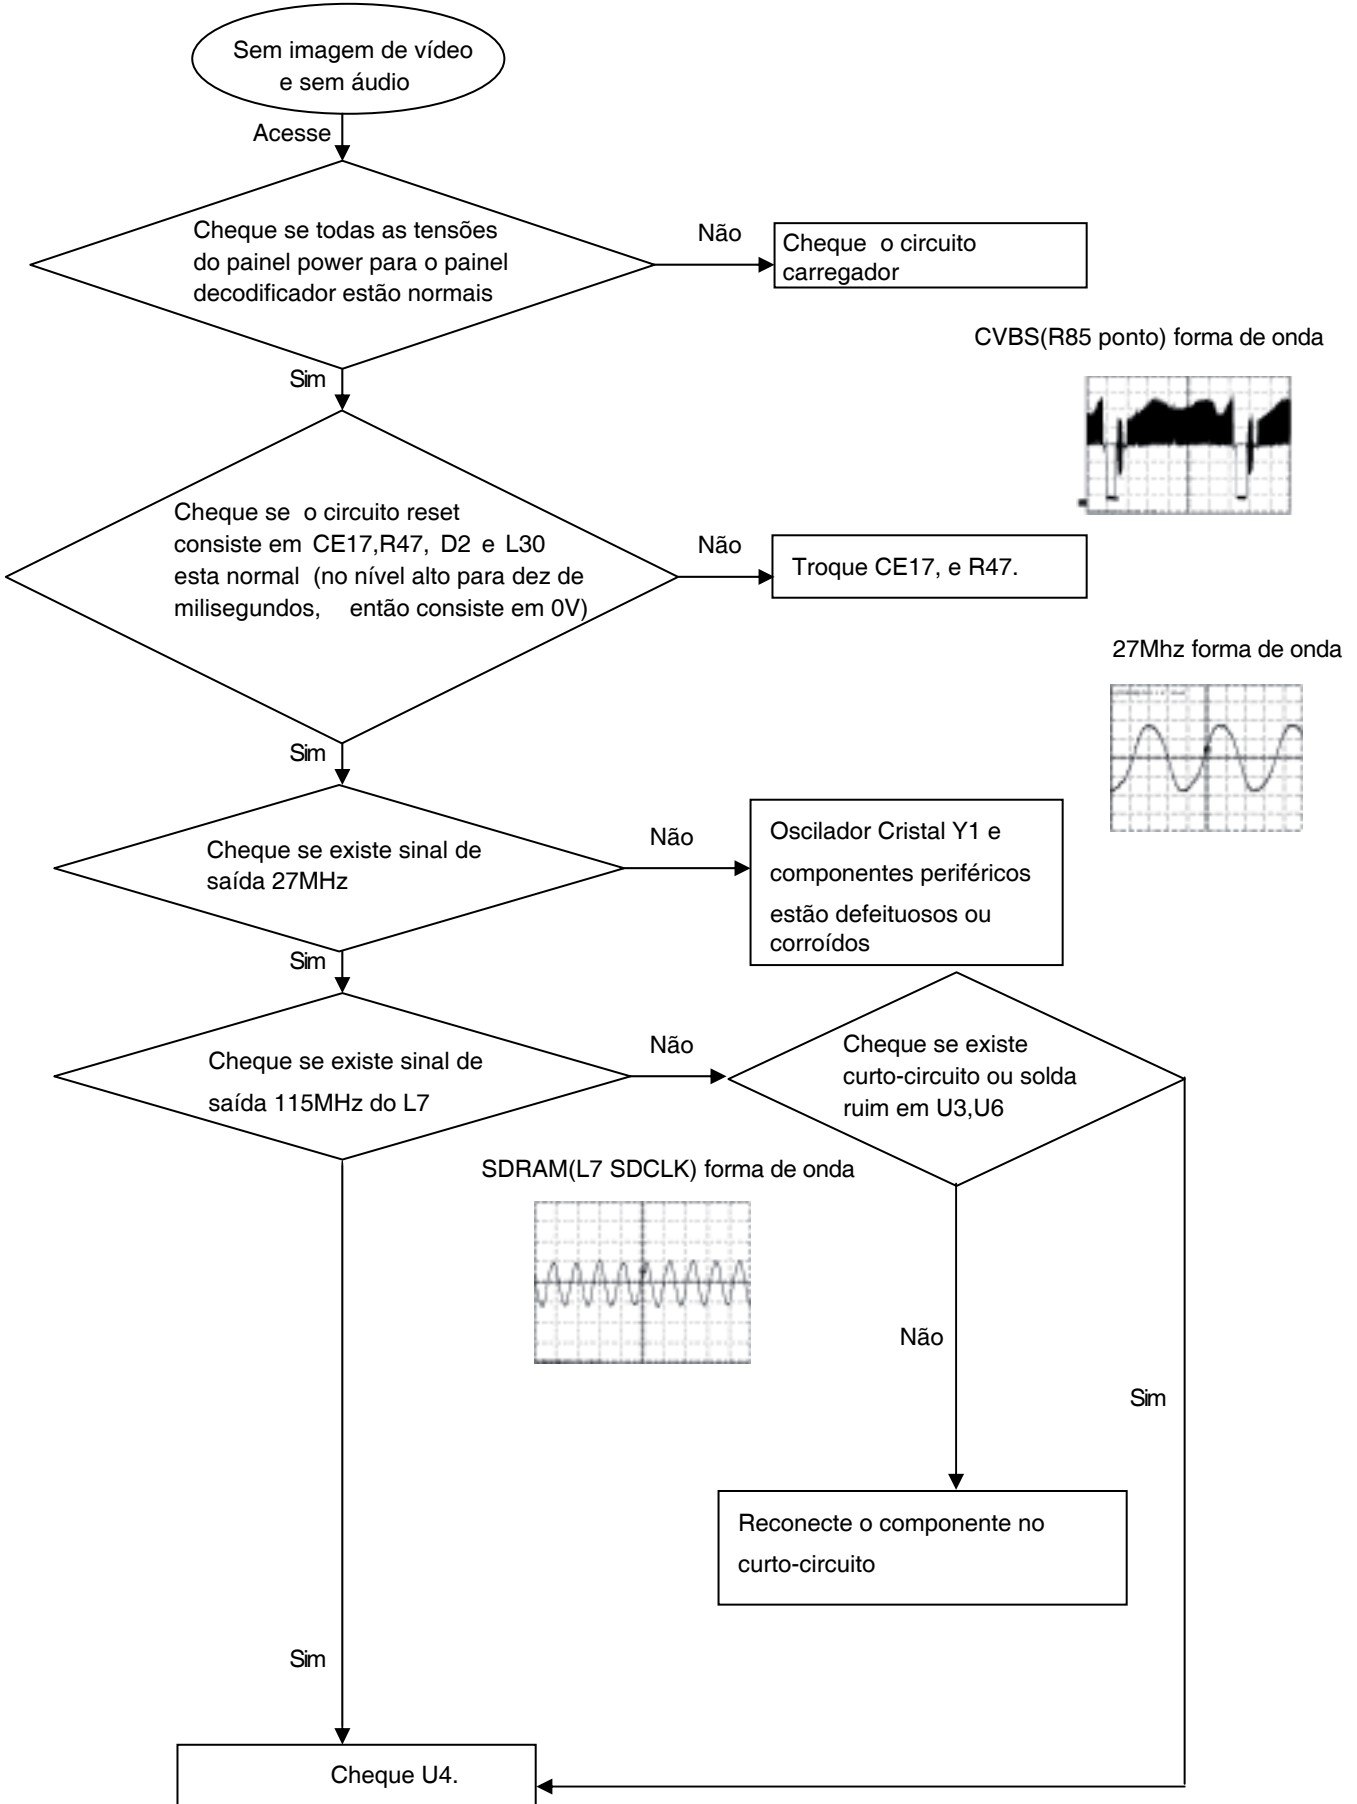 Sem imagem de vídeo
e sem áudio
Acesse
Cheque se todas as tensões
do painel power para o painel
decodificador estão normais
Não
Cheque o circuito
carregador
CVBS(R85 ponto) forma de onda
Sim
Cheque se o circuito reset
consiste em CE17,R47, D2 e L30
esta normal (no nível alto para dez de
milisegundos, então consiste em 0V)
Não
Troque CE17, e R47.
27Mhz forma de onda
Sim
Cheque se existe sinal de
saída 27MHz
Não
Oscilador Cristal Y1 e
componentes periféricos
estão defeituosos ou
corroídos
Sim
Cheque se existe sinal de
saída 115MHz do L7
Não
Cheque se existe
curto-circuito ou solda
ruim em U3,U6
SDRAM(L7 SDCLK) forma de onda
Não
Sim
Reconecte o componente no
curto-circuito
Sim
Cheque U4.